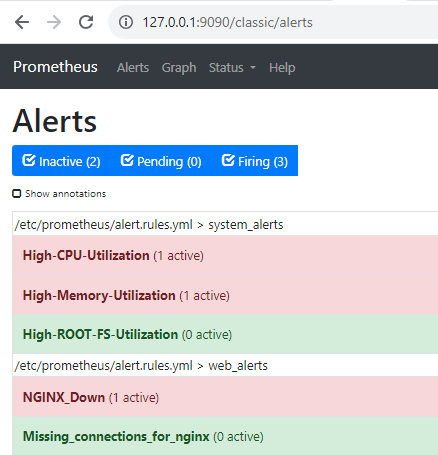 127.0.0.1:9090/classic/alerts
Prometheus Alerts Graph Status Help
Alerts
Inactive (2) Pending (0) Firing (3)
Show annotations
/etc/prometheus/alert.rules.yml > system_alerts
High-CPU-Utilization (1 active)
High-Memory-Utilization (1 active)
High-ROOT-FS-Utilization (0 active)
/etc/prometheus/alert.rules.yml > web_alerts
NGINX_Down (1 active)
Missing_connections_for_nginx (0 active)